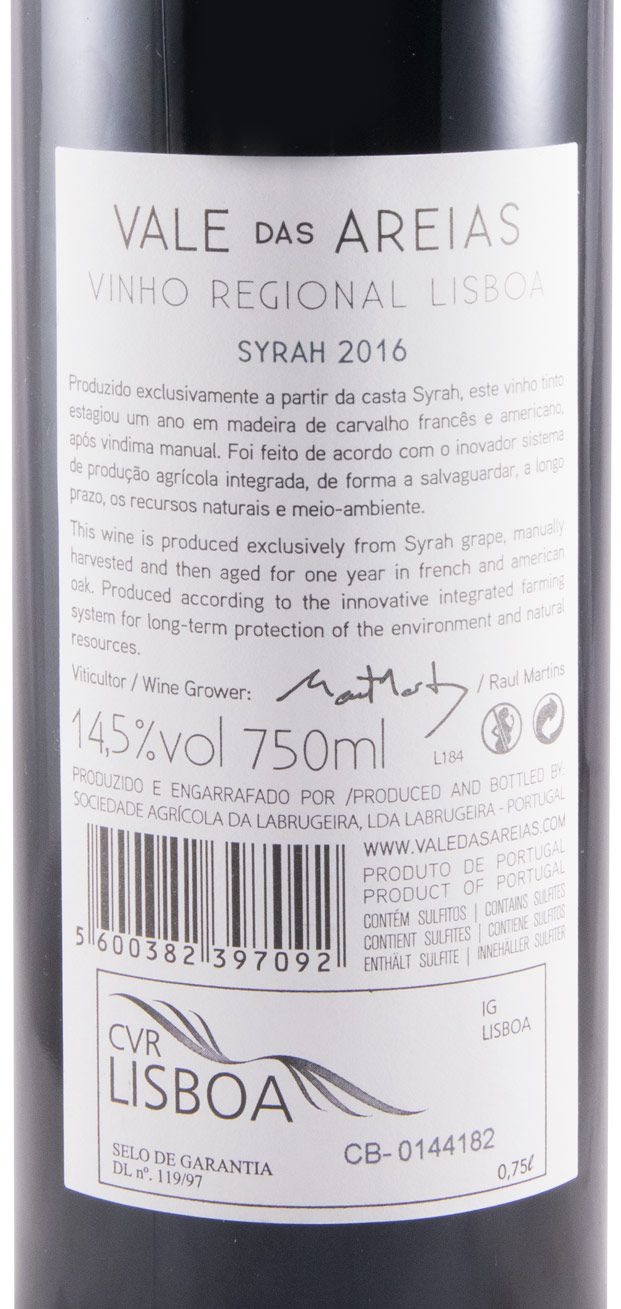 VALE DAS AREIAS
VINHO REGIONAL LISBOA
SYRAH 2016
Produzido exclusivamente a partir da casta Syrah, este vinho tinto
estagiou um ano em madeira de carvalho francês e americano,
após vindima manual. Foi feito de acordo com o inovador sistema
de produção agrícola integrada, de forma a salvaguardar, a longo
prazo, os recursos naturais e meio-ambiente.
This wine is produced exclusively from Syrah grape, manually
harvested and then aged for one year in french and american
oak. Produced according to the innovative integrated farming
system for long-term protection of the environment and natural
resources.
Viticultor / Wine Grower: / Raul Martins
14,5%vol 750ml L184
PRODUZIDO E ENGARRAFADO POR /PRODUCED AND BOTTLED BY:
SOCIEDADE AGRÍCOLA DA LABRUGEIRA, LDA LABRUGEIRA - PORTUGAL
WWW.VALEDASAREIAS.COM
PRODUTO DE PORTUGAL
PRODUCT OF PORTUGAL
CONTÉM SULFITOS | CONTAINS SULFITES
CONTIENT SULFITES | CONTIENE SULFITOS
ENTHÄLT SULFITE | INNEHÅLLER SULFITER
5 600382 397092
CVR
LISBOA
IG
LISBOA
SELO DE GARANTIA
DL nº. 119/97
CB- 0144182
0,75ℓ